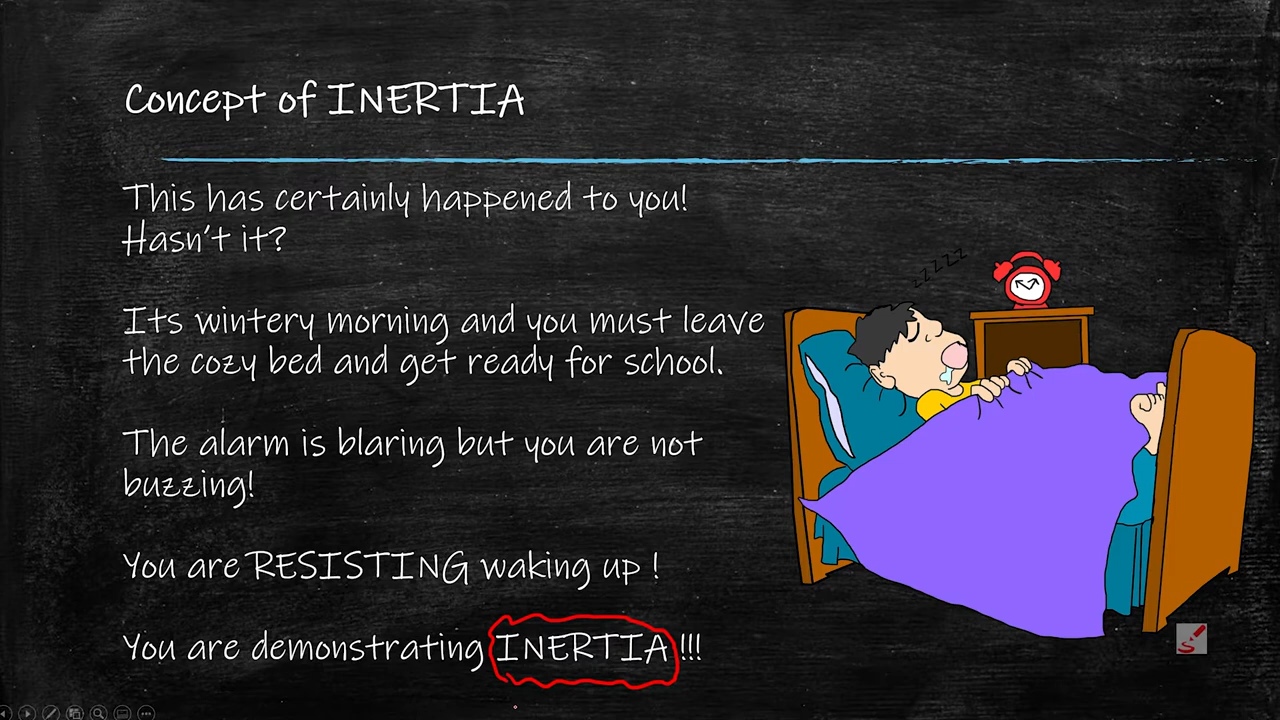 Concept of INERTIA
This has certainly happened to you!
Hasn't it?
Its wintery morning and you must leave
the cozy bed and get ready for school.
The alarm is blaring but you are not
buzzing!
You are RESISTING waking up !
You are demonstrating INERTIA !!!
zzzzz